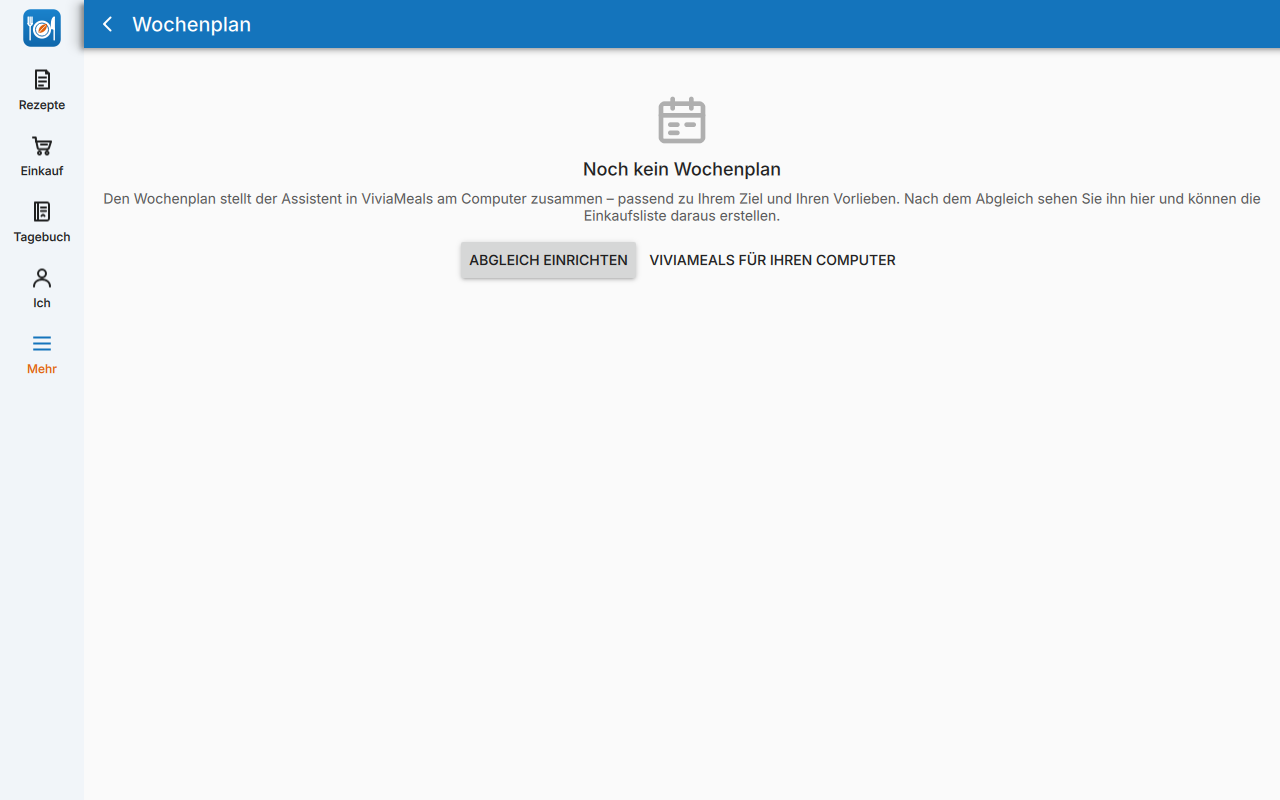 Wochenplan
Rezepte
Einkauf
Tagebuch
Ich
Mehr
Noch kein Wochenplan
Den Wochenplan stellt der Assistent in ViviaMeals am Computer zusammen – passend zu Ihrem Ziel und Ihren Vorlieben. Nach dem Abgleich sehen Sie ihn hier und können die
Einkaufsliste daraus erstellen.
ABGLEICH EINRICHTEN
VIVIAMEALS FÜR IHREN COMPUTER